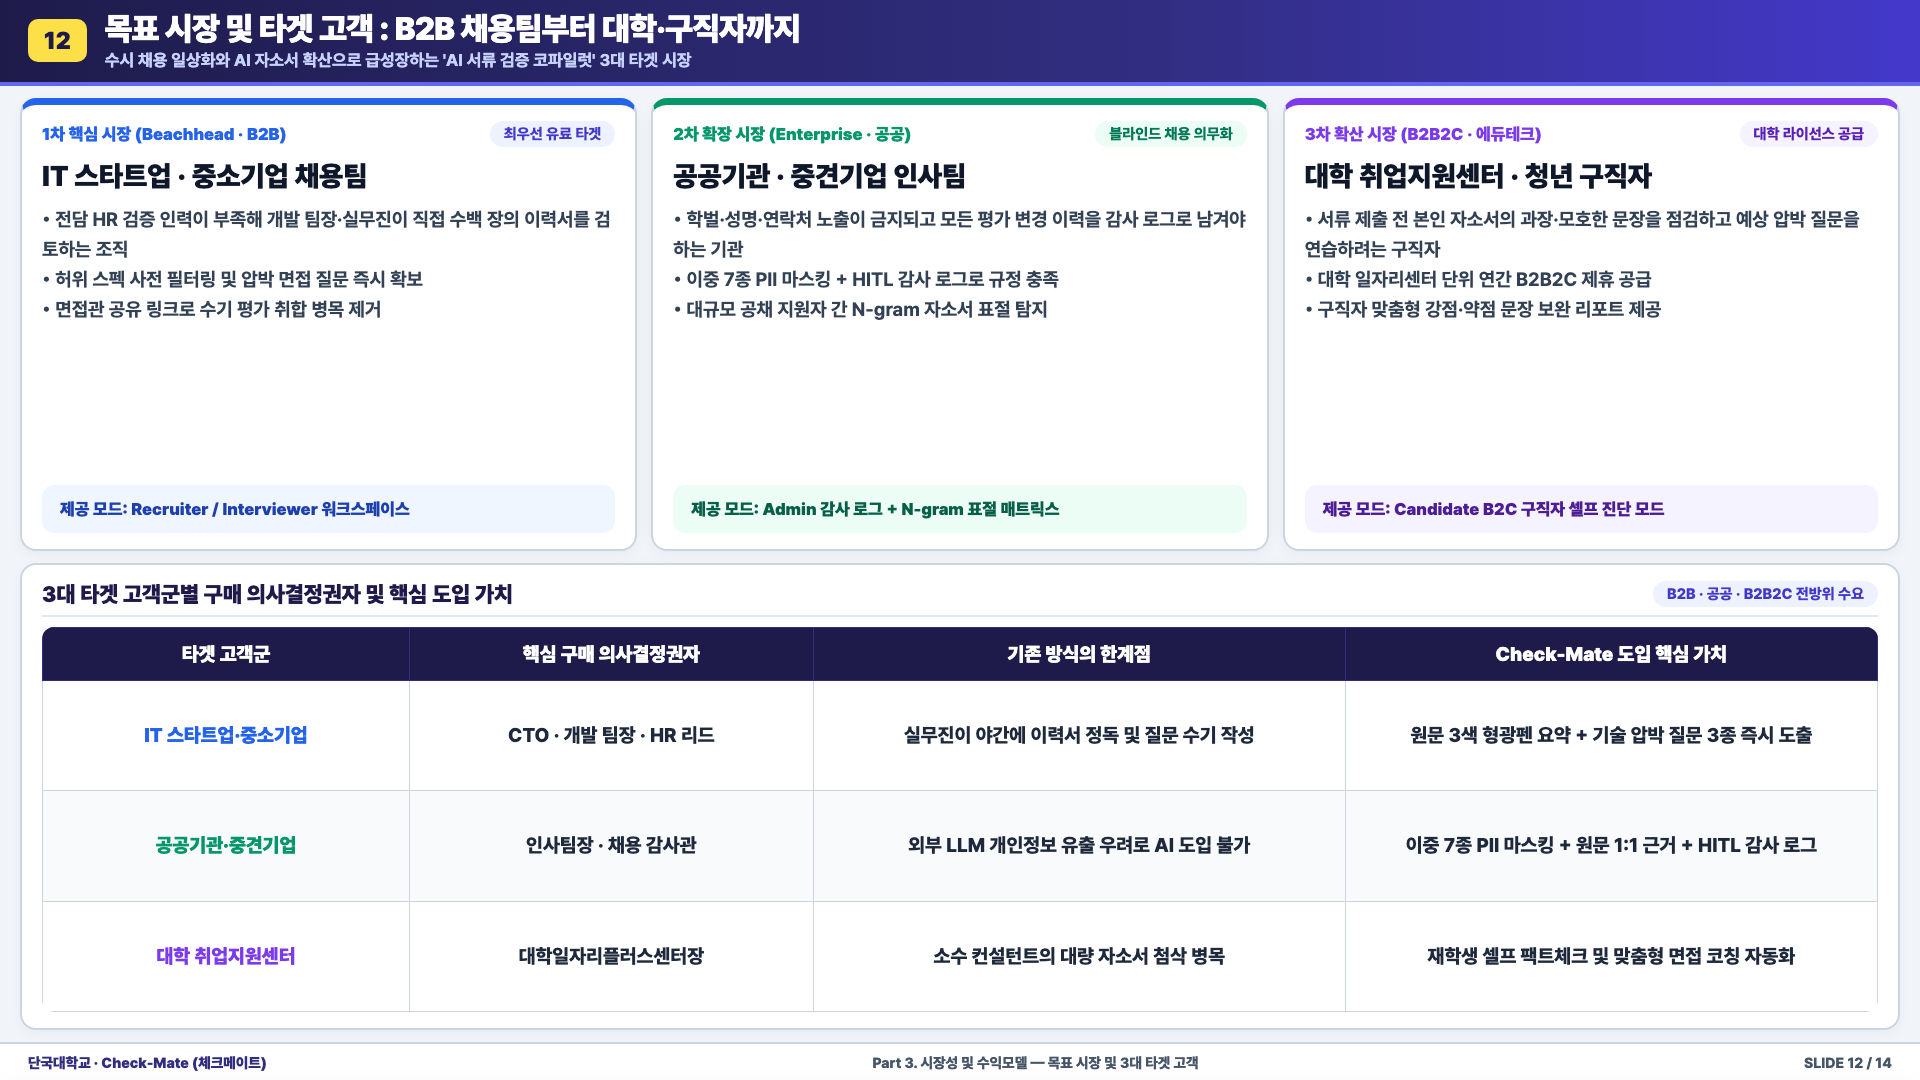 12
목표 시장 및 타겟 고객 : B2B 채용팀부터 대학·구직자까지
수시 채용 일상화와 AI 자소서 확산으로 급성장하는 'AI 서류 검증 코파일럿' 3대 타겟 시장
1차 핵심 시장 (Beachhead · B2B)
최우선 유료 타겟
IT 스타트업 · 중소기업 채용팀
• 전담 HR 검증 인력이 부족해 개발 팀장·실무진이 직접 수백 장의 이력서를 검
토하는 조직
• 허위 스펙 사전 필터링 및 압박 면접 질문 즉시 확보
• 면접관 공유 링크로 수기 평가 취합 병목 제거
제공 모드: Recruiter / Interviewer 워크스페이스
2차 확장 시장 (Enterprise · 공공)
블라인드 채용 의무화
공공기관 · 중견기업 인사팀
• 학벌·성명·연락처 노출이 금지되고 모든 평가 변경 이력을 감사 로그로 남겨야
하는 기관
• 이중 7종 PII 마스킹 + HITL 감사 로그로 규정 충족
• 대규모 공채 지원자 간 N-gram 자소서 표절 탐지
제공 모드: Admin 감사 로그 + N-gram 표절 매트릭스
3차 확산 시장 (B2B2C · 에듀테크)
대학 라이선스 공급
대학 취업지원센터 · 청년 구직자
• 서류 제출 전 본인 자소서의 과장·모호한 문장을 점검하고 예상 압박 질문을
연습하려는 구직자
• 대학 일자리센터 단위 연간 B2B2C 제휴 공급
• 구직자 맞춤형 강점·약점 문장 보완 리포트 제공
제공 모드: Candidate B2C 구직자 셀프 진단 모드
3대 타겟 고객군별 구매 의사결정권자 및 핵심 도입 가치
B2B · 공공 · B2B2C 전방위 수요
타겟 고객군
핵심 구매 의사결정권자
기존 방식의 한계점
Check-Mate 도입 핵심 가치
IT 스타트업·중소기업
CTO · 개발 팀장 · HR 리드
실무진이 야간에 이력서 정독 및 질문 수기 작성
원문 3색 형광펜 요약 + 기술 압박 질문 3종 즉시 도출
공공기관·중견기업
인사팀장 · 채용 감사관
외부 LLM 개인정보 유출 우려로 AI 도입 불가
이중 7종 PII 마스킹 + 원문 1:1 근거 + HITL 감사 로그
대학 취업지원센터
대학일자리플러스센터장
소수 컨설턴트의 대량 자소서 첨삭 병목
재학생 셀프 팩트체크 및 맞춤형 면접 코칭 자동화
단국대학교 · Check-Mate (체크메이트)
Part 3. 시장성 및 수익모델 — 목표 시장 및 3대 타겟 고객
SLIDE 12 / 14